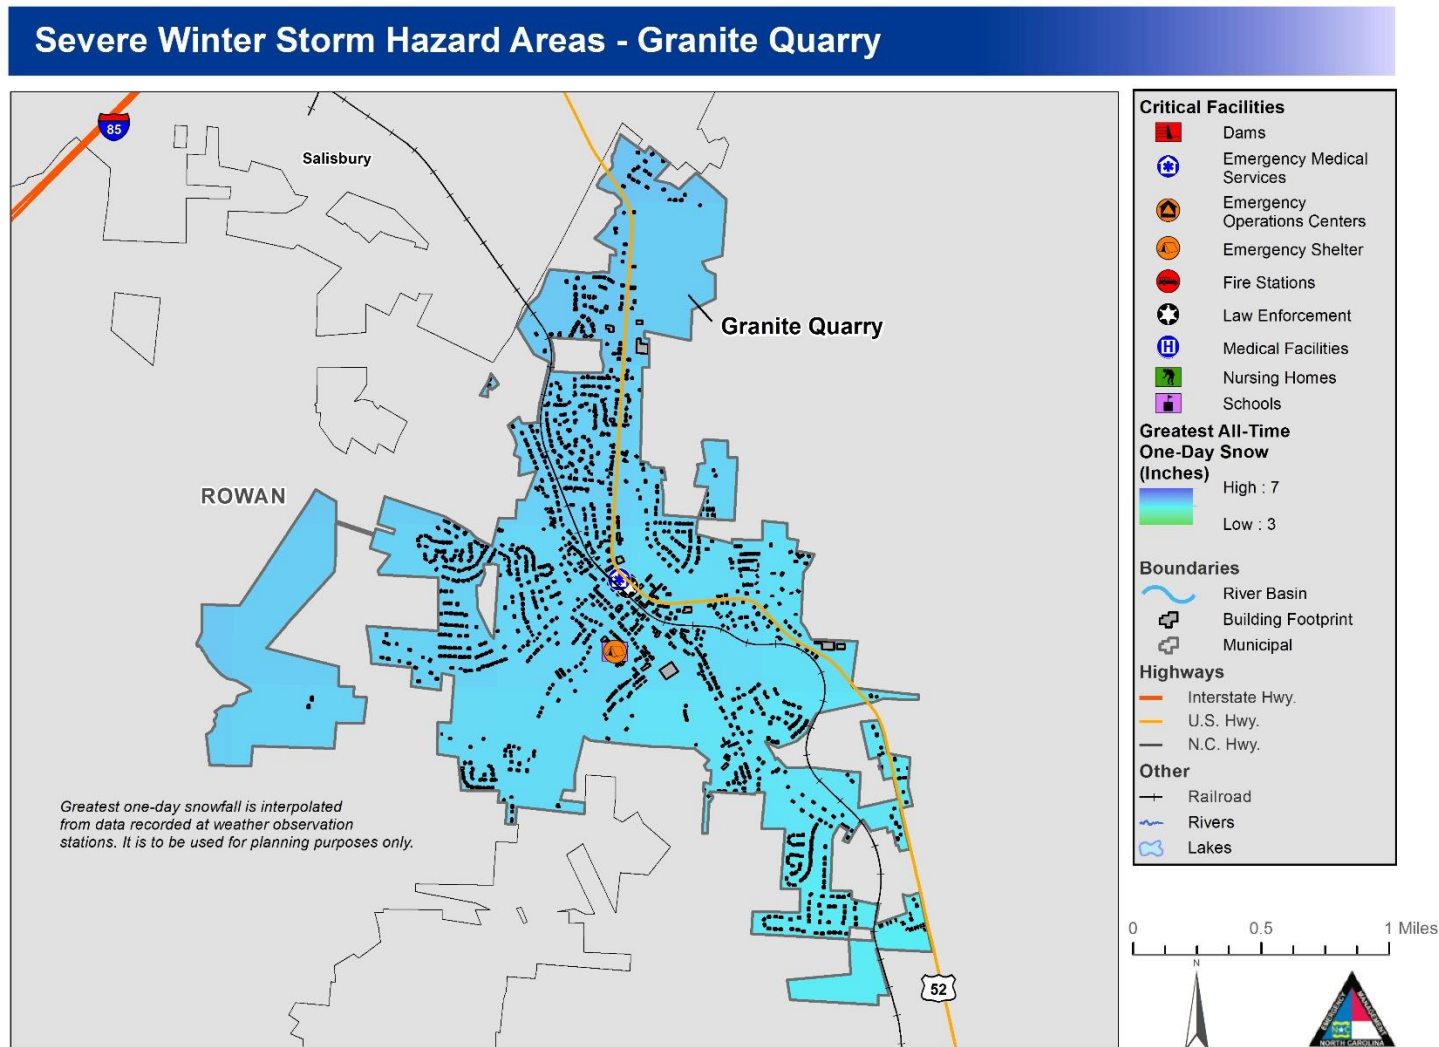 Severe Winter Storm Hazard Areas - Granite Quarry
85
Salisbury
Granite Quarry
ROWAN
Greatest one-day snowfall is interpolated
from data recorded at weather observation
stations. It is to be used for planning purposes only.
52
Critical Facilities
Dams
Emergency Medical
Services
Emergency
Operations Centers
Emergency Shelter
Fire Stations
Law Enforcement
H
Medical Facilities
Nursing Homes
Schools
Greatest All-Time
One-Day Snow
(Inches)
High : 7
Low : 3
Boundaries
River Basin
Building Footprint
Municipal
Highways
Interstate Hwy.
U.S. Hwy.
N.C. Hwy.
Other
Railroad
Rivers
Lakes
0 0.5 1 Miles
N
EMERGENCY
MANAGEMENT
N C
NORTH CAROLINA